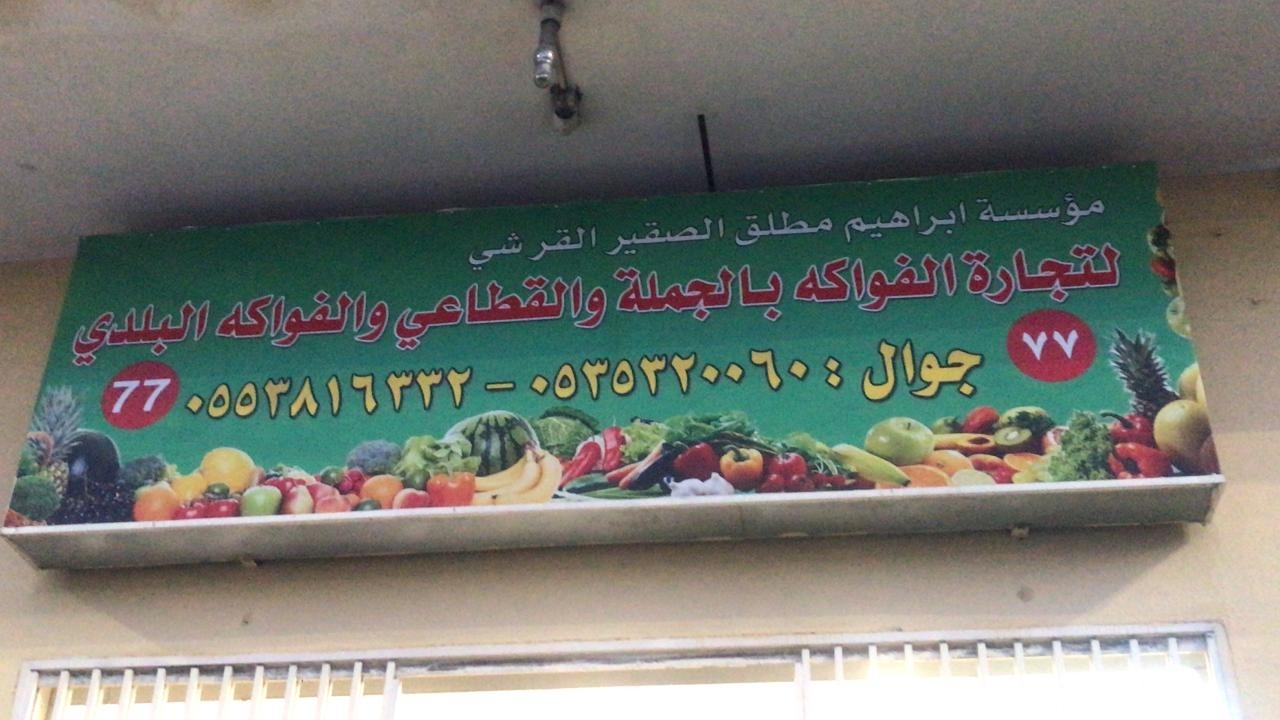 مؤسسة ابراهيم مطلق الصقير القرشي
لتجارة الفواكه بالجملة والقطاعي والفواكه البلدي
٧٧
جوال : ٠٥٣٥٣٢٠٠٦٠ - ٠٥٥٣٨١٦٣٣٢
77